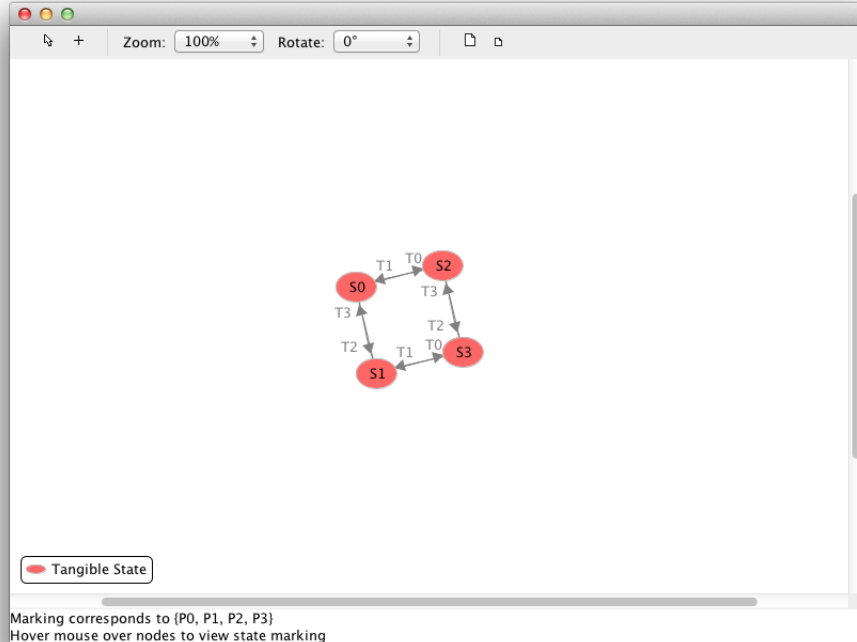 Zoom: 100% Rotate: 0°
T1 T0 S2
S0 T3
T3
T2
T2 T1 T0 S3
S1
Tangible State
Marking corresponds to {P0, P1, P2, P3}
Hover mouse over nodes to view state marking